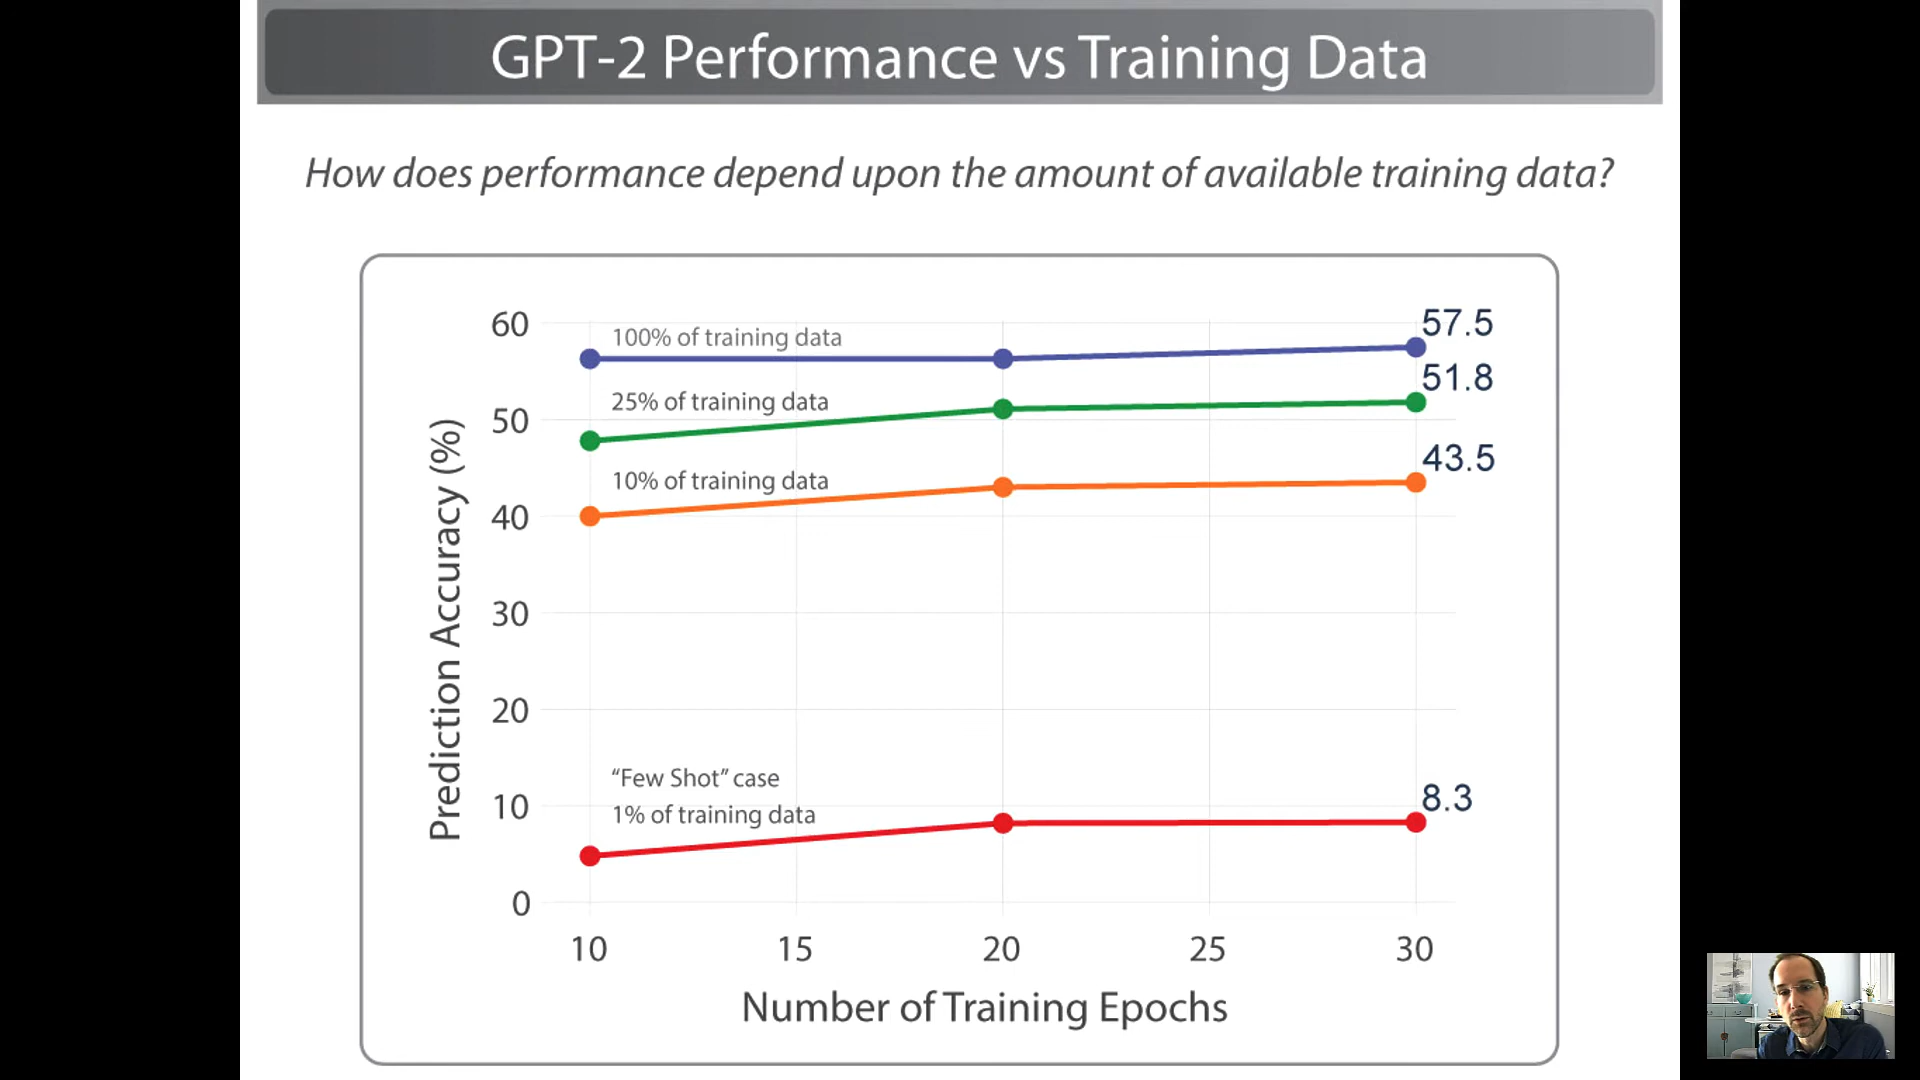 GPT-2 Performance vs Training Data
How does performance depend upon the amount of available training data?
60
50
40
30
20
10
0
Prediction Accuracy (%)
100% of training data
25% of training data
10% of training data
“Few Shot” case
1% of training data
57.5
51.8
43.5
8.3
10 15 20 25 30
Number of Training Epochs